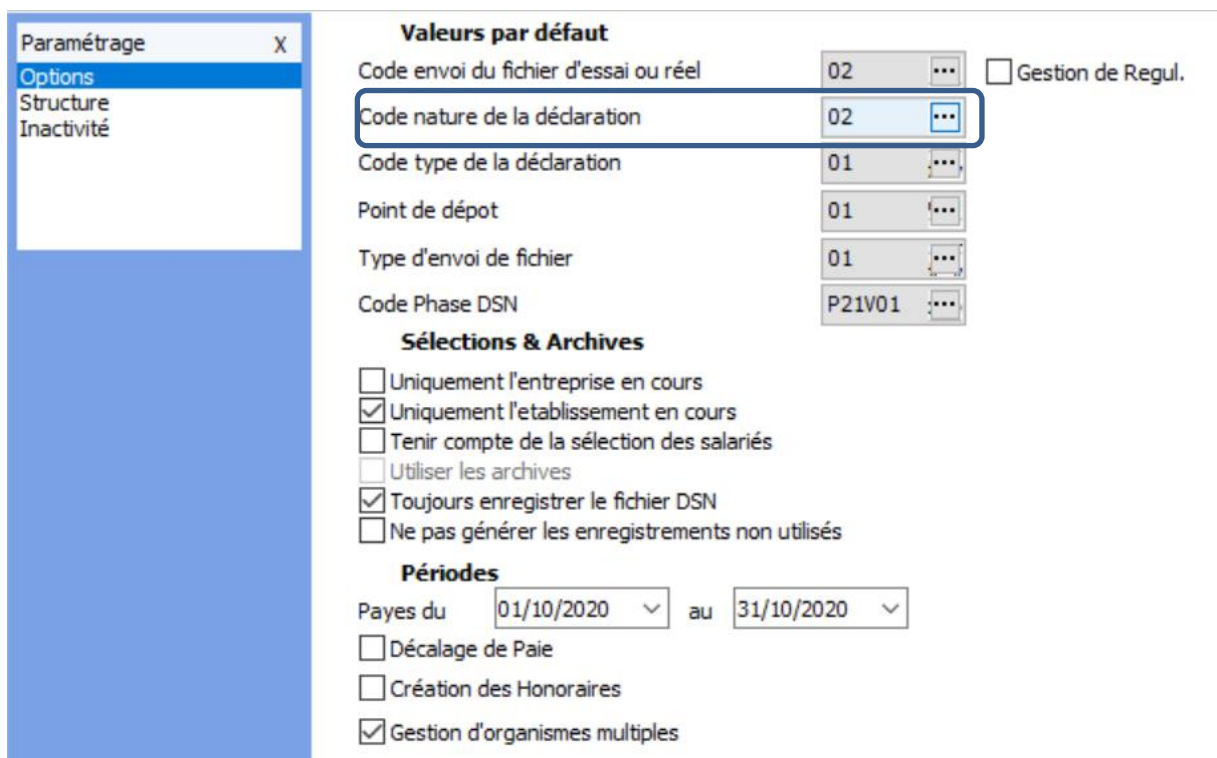 Paramétrage X
Options
Structure
Inactivité
Valeurs par défaut
Code envoi du fichier d'essai ou réel 02 ... Gestion de Regul.
Code nature de la déclaration 02 ...
Code type de la déclaration 01 ...
Point de dépot 01 ...
Type d'envoi de fichier 01 ...
Code Phase DSN P21V01 ...
Sélections & Archives
Uniquement l'entreprise en cours
Uniquement l'etablissement en cours
Tenir compte de la sélection des salariés
Utiliser les archives
Toujours enregistrer le fichier DSN
Ne pas générer les enregistrements non utilisés
Périodes
Payes du 01/10/2020 au 31/10/2020
Décalage de Paie
Création des Honoraires
Gestion d'organismes multiples